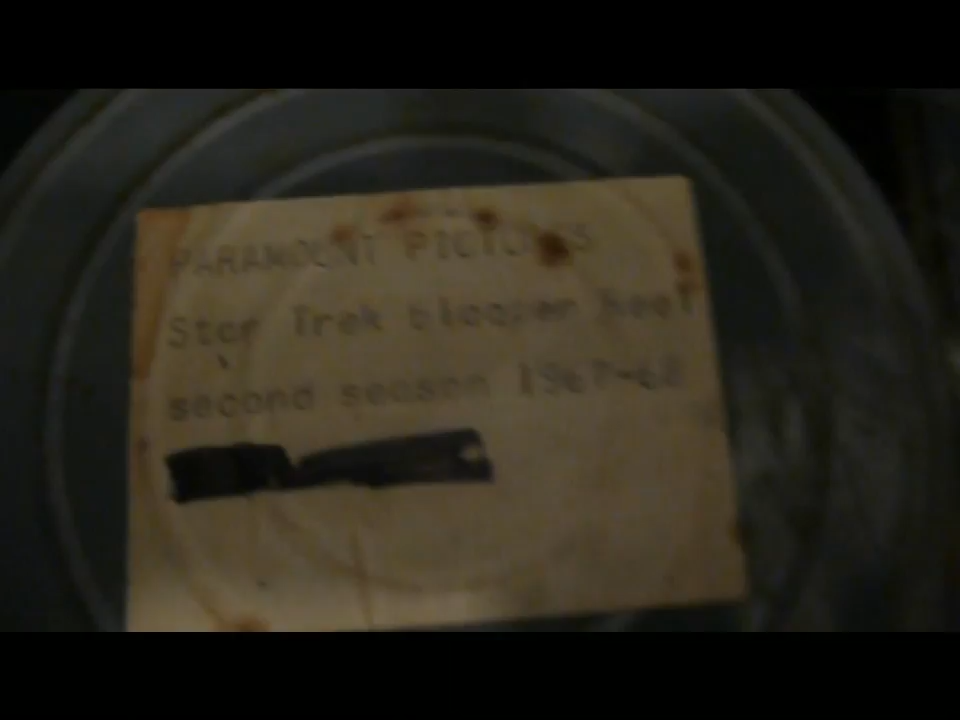 PARAMOUNT PICTURES
Star Trek blooper Reel
second season 1967-68